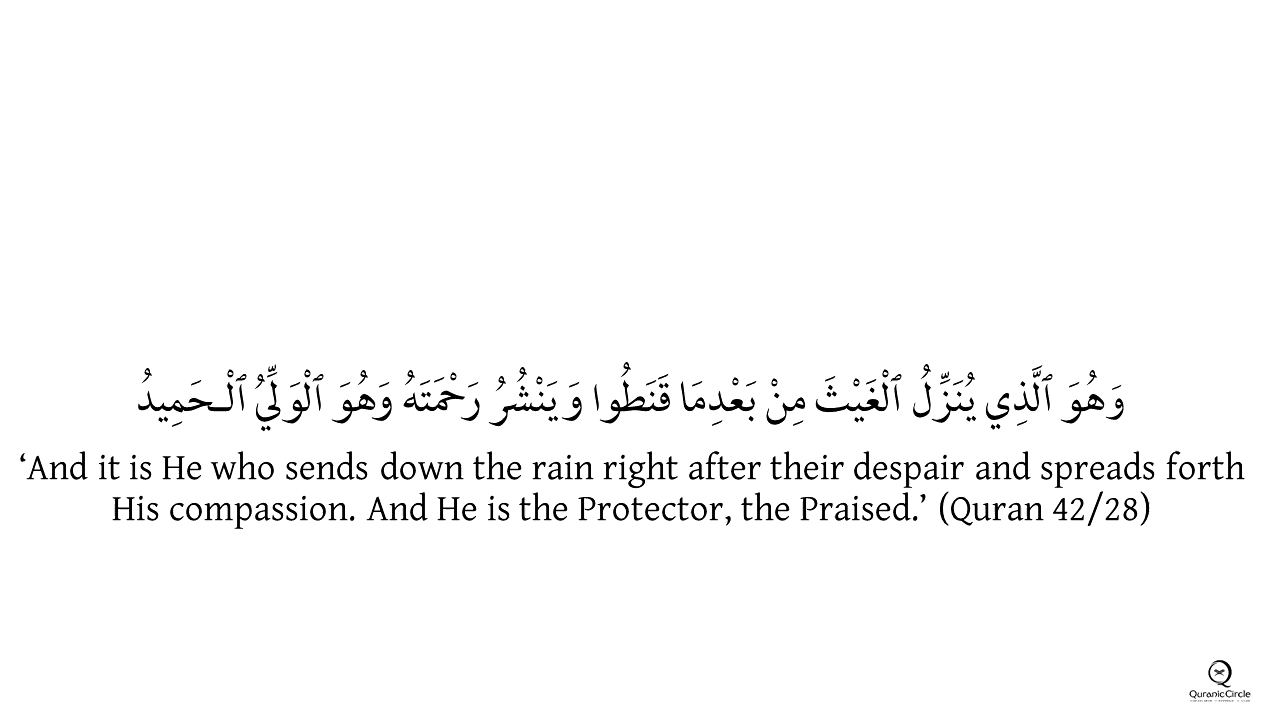 وَهُوَ ٱلَّذِي يُنَزِّلُ ٱلْغَيْثَ مِنْ بَعْدِمَا قَنَطُوا وَيَنْشُرُ رَحْمَتَهُ وَهُوَ ٱلْوَلِيُّ ٱلْـحَمِيدُ
‘And it is He who sends down the rain right after their despair and spreads forth
His compassion. And He is the Protector, the Praised.’ (Quran 42/28)
QuranicCircle